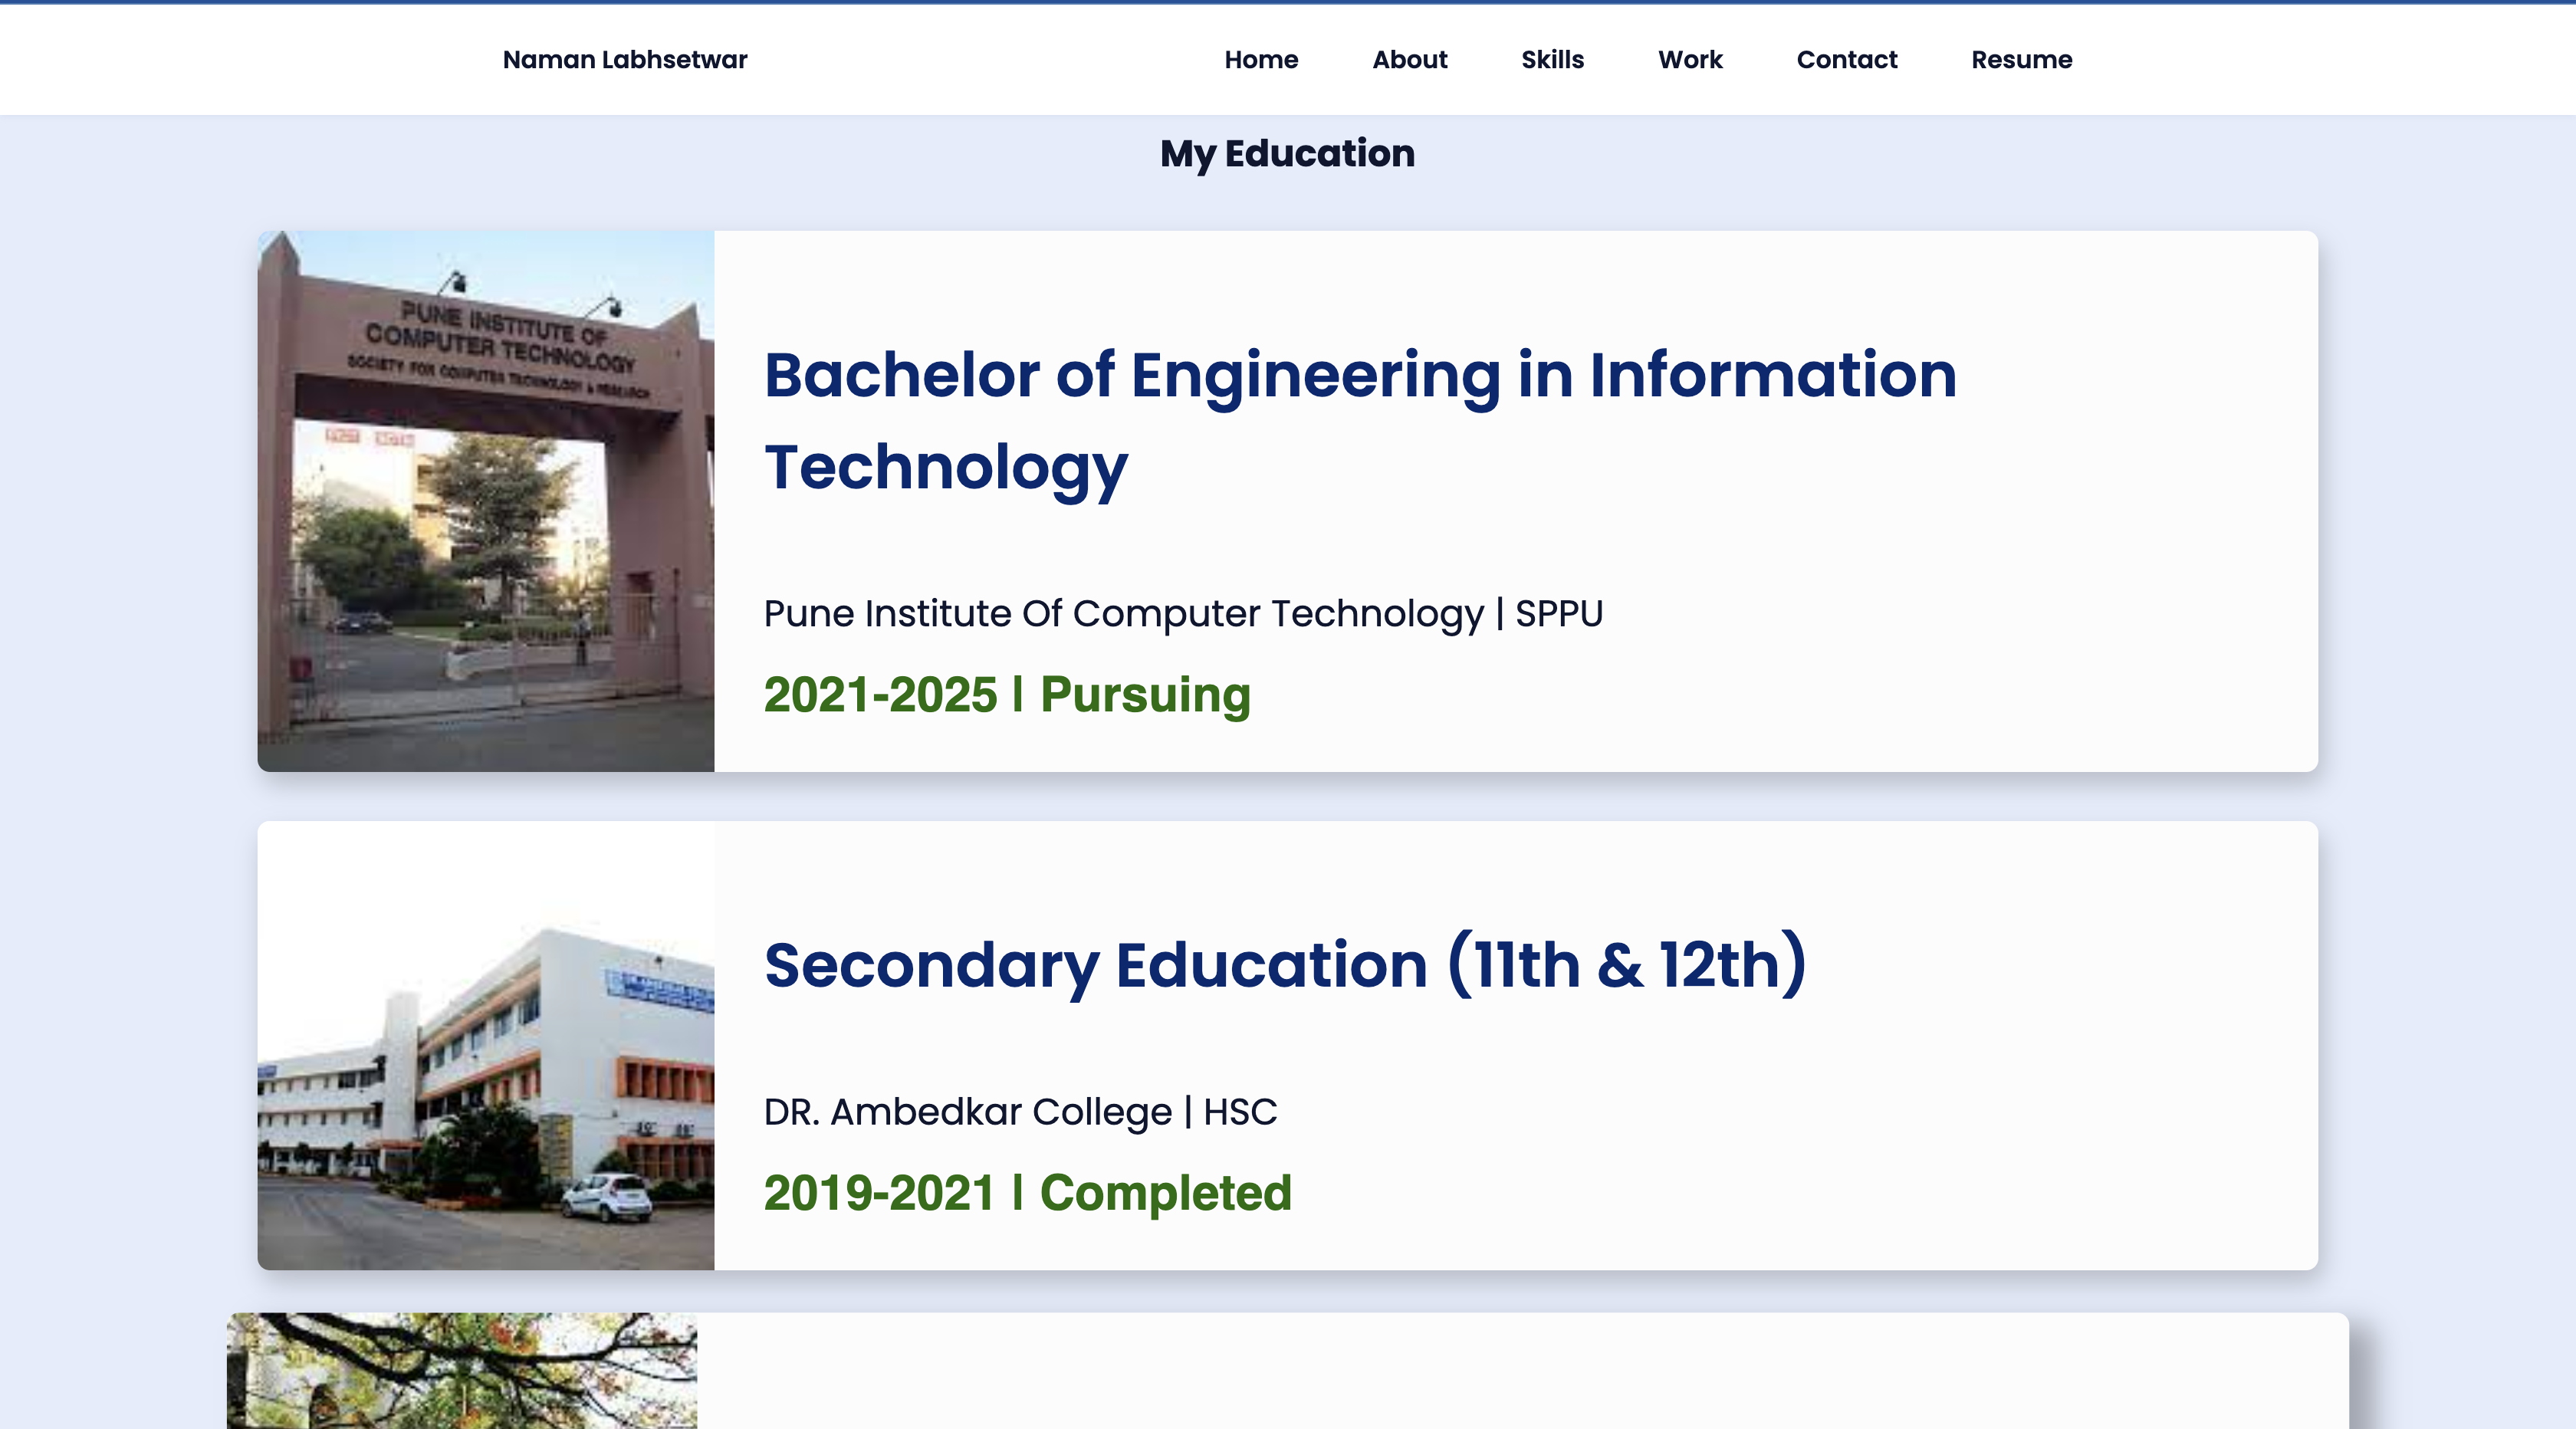 Naman Labhsetwar
Home About Skills Work Contact Resume
My Education
PUNE INSTITUTE OF
COMPUTER TECHNOLOGY
SOCIETY FOR COMPUTER TECHNOLOGY & RESEARCH
Bachelor of Engineering in Information
Technology
Pune Institute Of Computer Technology | SPPU
2021-2025 | Pursuing
Secondary Education (11th & 12th)
DR. Ambedkar College | HSC
2019-2021 | Completed